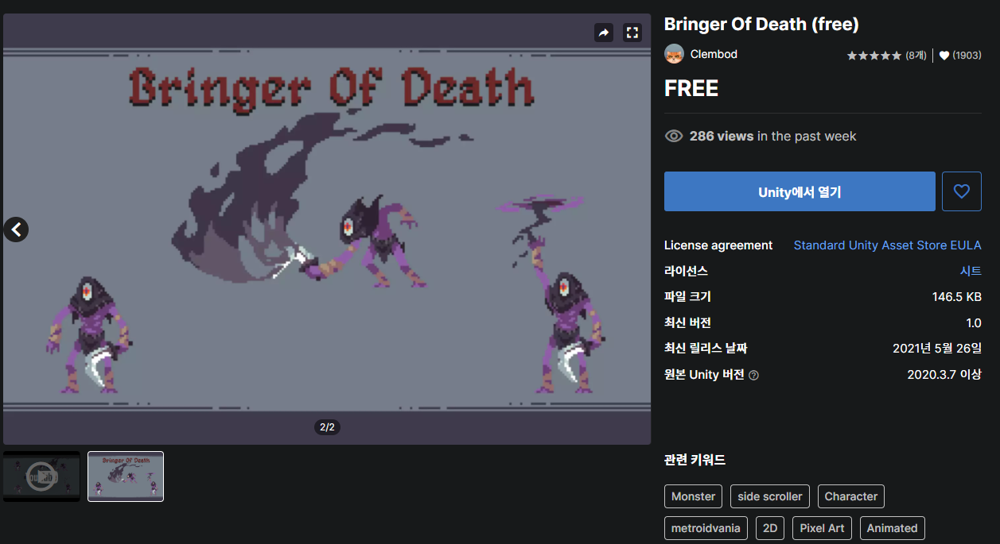 Bringer Of Death (free)
Clembod
(8개)
(1903)
FREE
286 views in the past week
Unity에서 열기
License agreement
Standard Unity Asset Store EULA
라이선스
시트
파일 크기
146.5 KB
최신 버전
1.0
최신 릴리스 날짜
2021년 5월 26일
원본 Unity 버전
2020.3.7 이상
관련 키워드
Monster
side scroller
Character
metroidvania
2D
Pixel Art
Animated
Bringer Of Death
2/2
Bringer Of Death